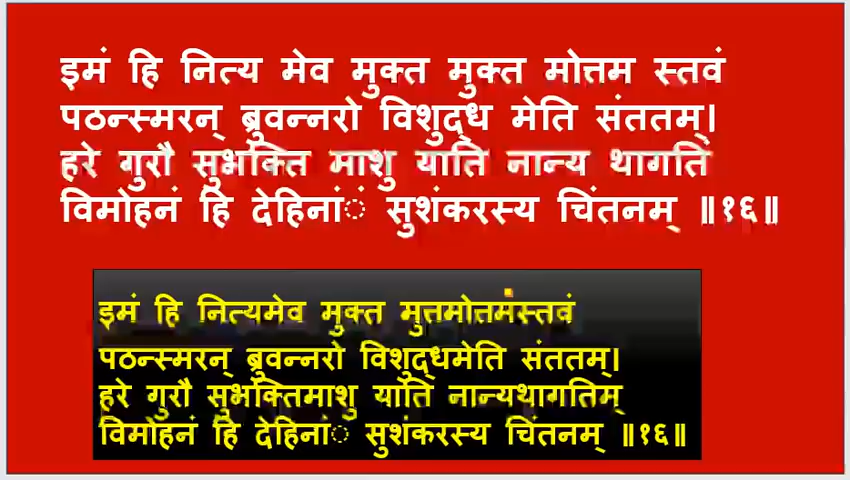 इमं हि नित्य मेव मुक्त मुक्त मोत्तम स्तवं
पठन्स्मरन् ब्रुवन्नरो विशुद्ध मेति संततम्।
हरे गुरौ सुभक्ति माशु याति नान्य थागतिं
विमोहनं हि देहिनांं सुशंकरस्य चिंतनम् ॥१६॥
इमं हि नित्यमेव मुक्त मुत्तमोतमंस्तवं
पठन्स्मरन् ब्रुवन्नरो विशुद्धमेति संततम्।
हरे गुरौ सुभक्तिमाशु याति नान्यथागतिम्
विमोहनं हि देहिनांं सुशंकरस्य चिंतनम् ॥१६॥